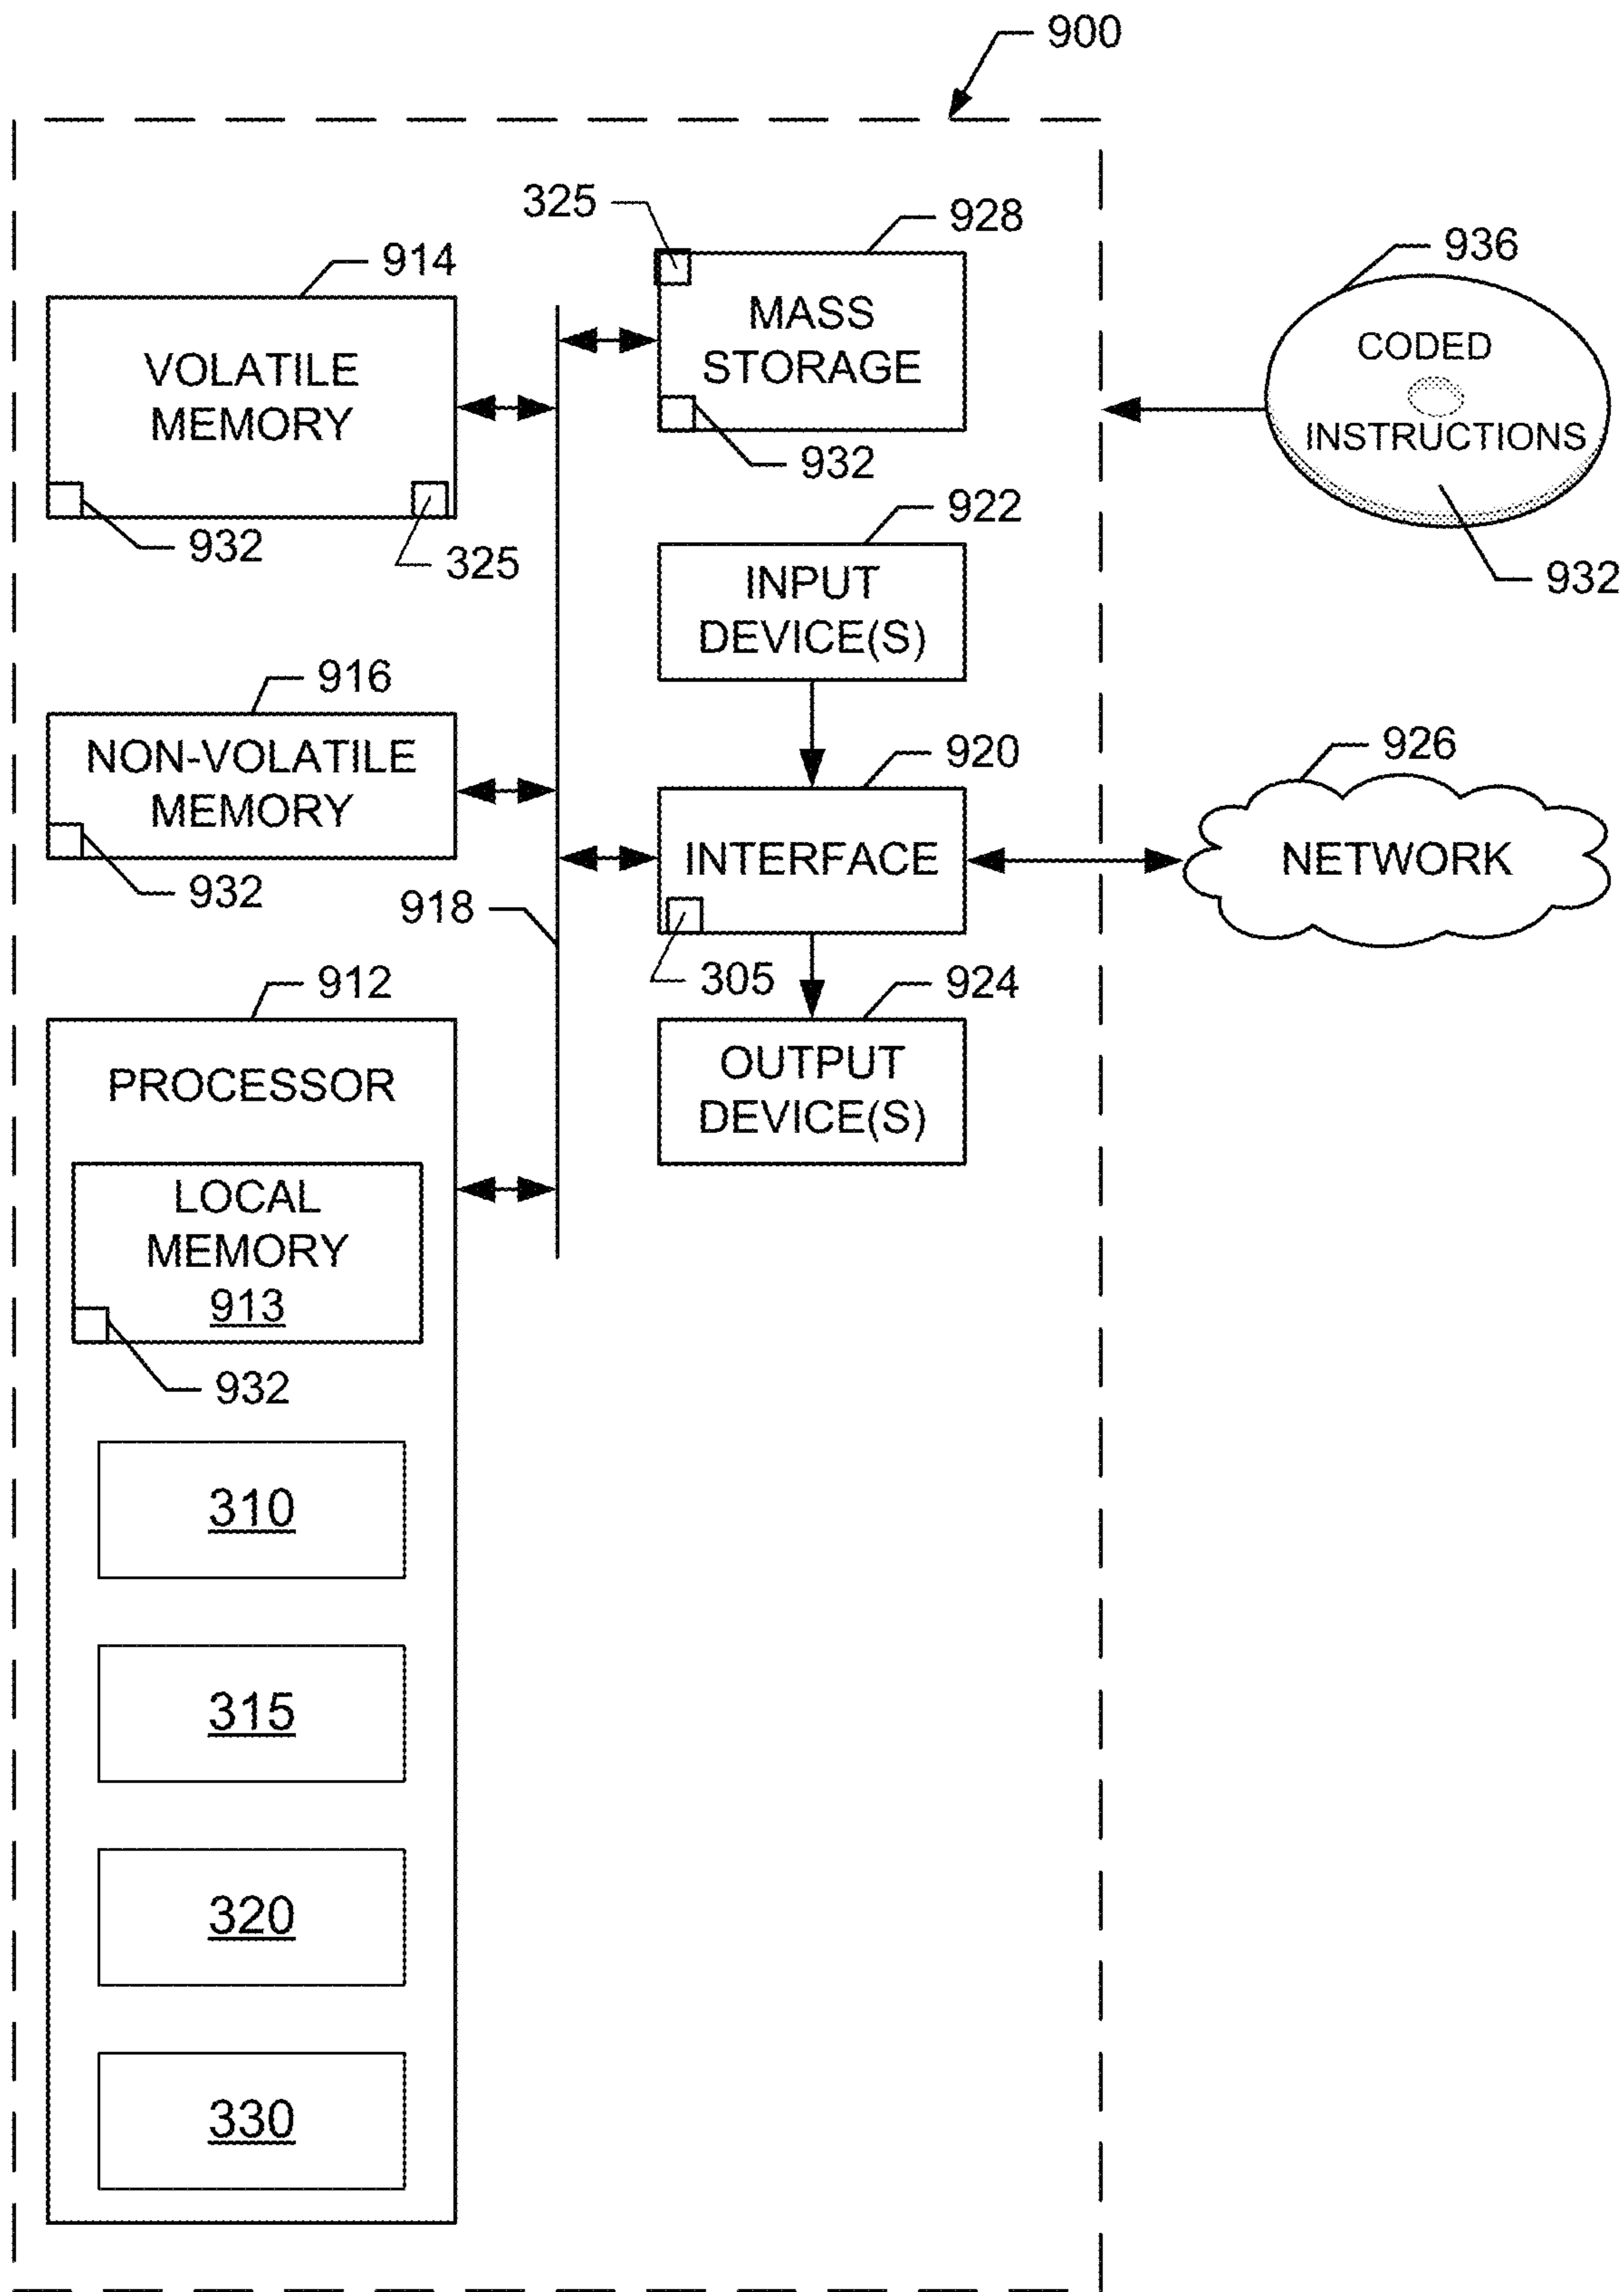 900
325
928
914
936
MASS
STORAGE
VOLATILE
MEMORY
CODED
INSTRUCTIONS
932
922
932
325
932
INPUT
DEVICE(S)
916
920
926
NON-VOLATILE
MEMORY
INTERFACE
NETWORK
932
918
305
912
924
PROCESSOR
OUTPUT
DEVICE(S)
LOCAL
MEMORY
913
932
310
315
320
330